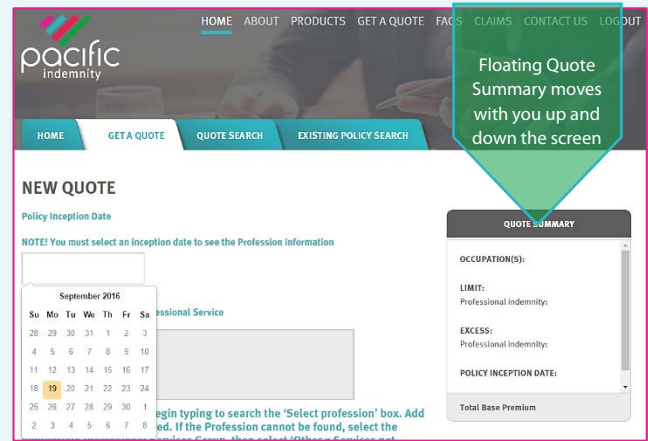 HOME ABOUT PRODUCTS GET A QUOTE FAQS CLAIMS CONTACT US LOGOUT
pacific
indemnity
Floating Quote
Summary moves
with you up and
down the screen
HOME GET A QUOTE QUOTE SEARCH EXISTING POLICY SEARCH
NEW QUOTE
Policy Inception Date
NOTE! You must select an inception date to see the Profession information
September 2016
Su Mo Tu We Th Fr Sa
28 29 30 31 1 2 3
4 5 6 7 8 9 10
11 12 13 14 15 16 17
18 19 20 21 22 23 24
25 26 27 28 29 30 1
2 3 4 5 6 7 8
essional Service
egin typing to search the ‘Select profession’ box. Add
ed. If the Profession cannot be found, select the
Services Group, then select ‘Other x Services not
QUOTE SUMMARY
OCCUPATION(S):
LIMIT:
Professional indemnity:
EXCESS:
Professional indemnity:
POLICY INCEPTION DATE:
Total Base Premium